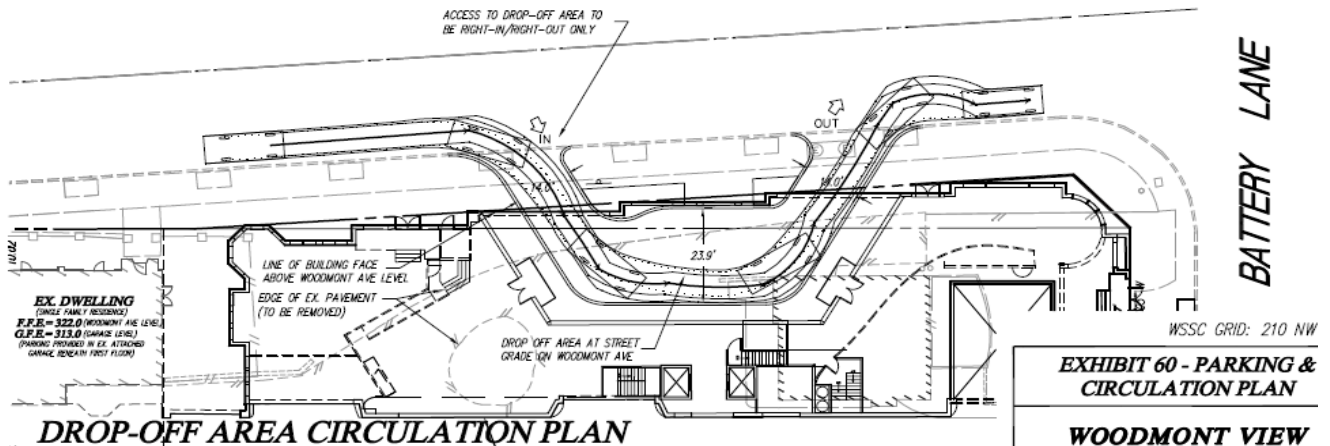 ACCESS TO DROP-OFF AREA TO
BE RIGHT-IN/RIGHT-OUT ONLY
BATTERY LANE
IN
OUT
14.0'
14.0'
23.9'
LINE OF BUILDING FACE
ABOVE WOODMONT AVE LEVEL
EDGE OF EX. PAVEMENT
(TO BE REMOVED)
EX. DWELLING
(SINGLE FAMILY RESIDENCE)
F.F.E.= 322.0 (WOODMONT AVE LEVEL)
G.F.E.= 313.0 (GARAGE LEVEL)
(PARKING PROVIDED IN EX. ATTACHED
GARAGE BENEATH FIRST FLOOR)
DROP OFF AREA AT STREET
GRADE ON WOODMONT AVE
WSSC GRID: 210 NW
EXHIBIT 60 - PARKING &
CIRCULATION PLAN
WOODMONT VIEW
DROP-OFF AREA CIRCULATION PLAN